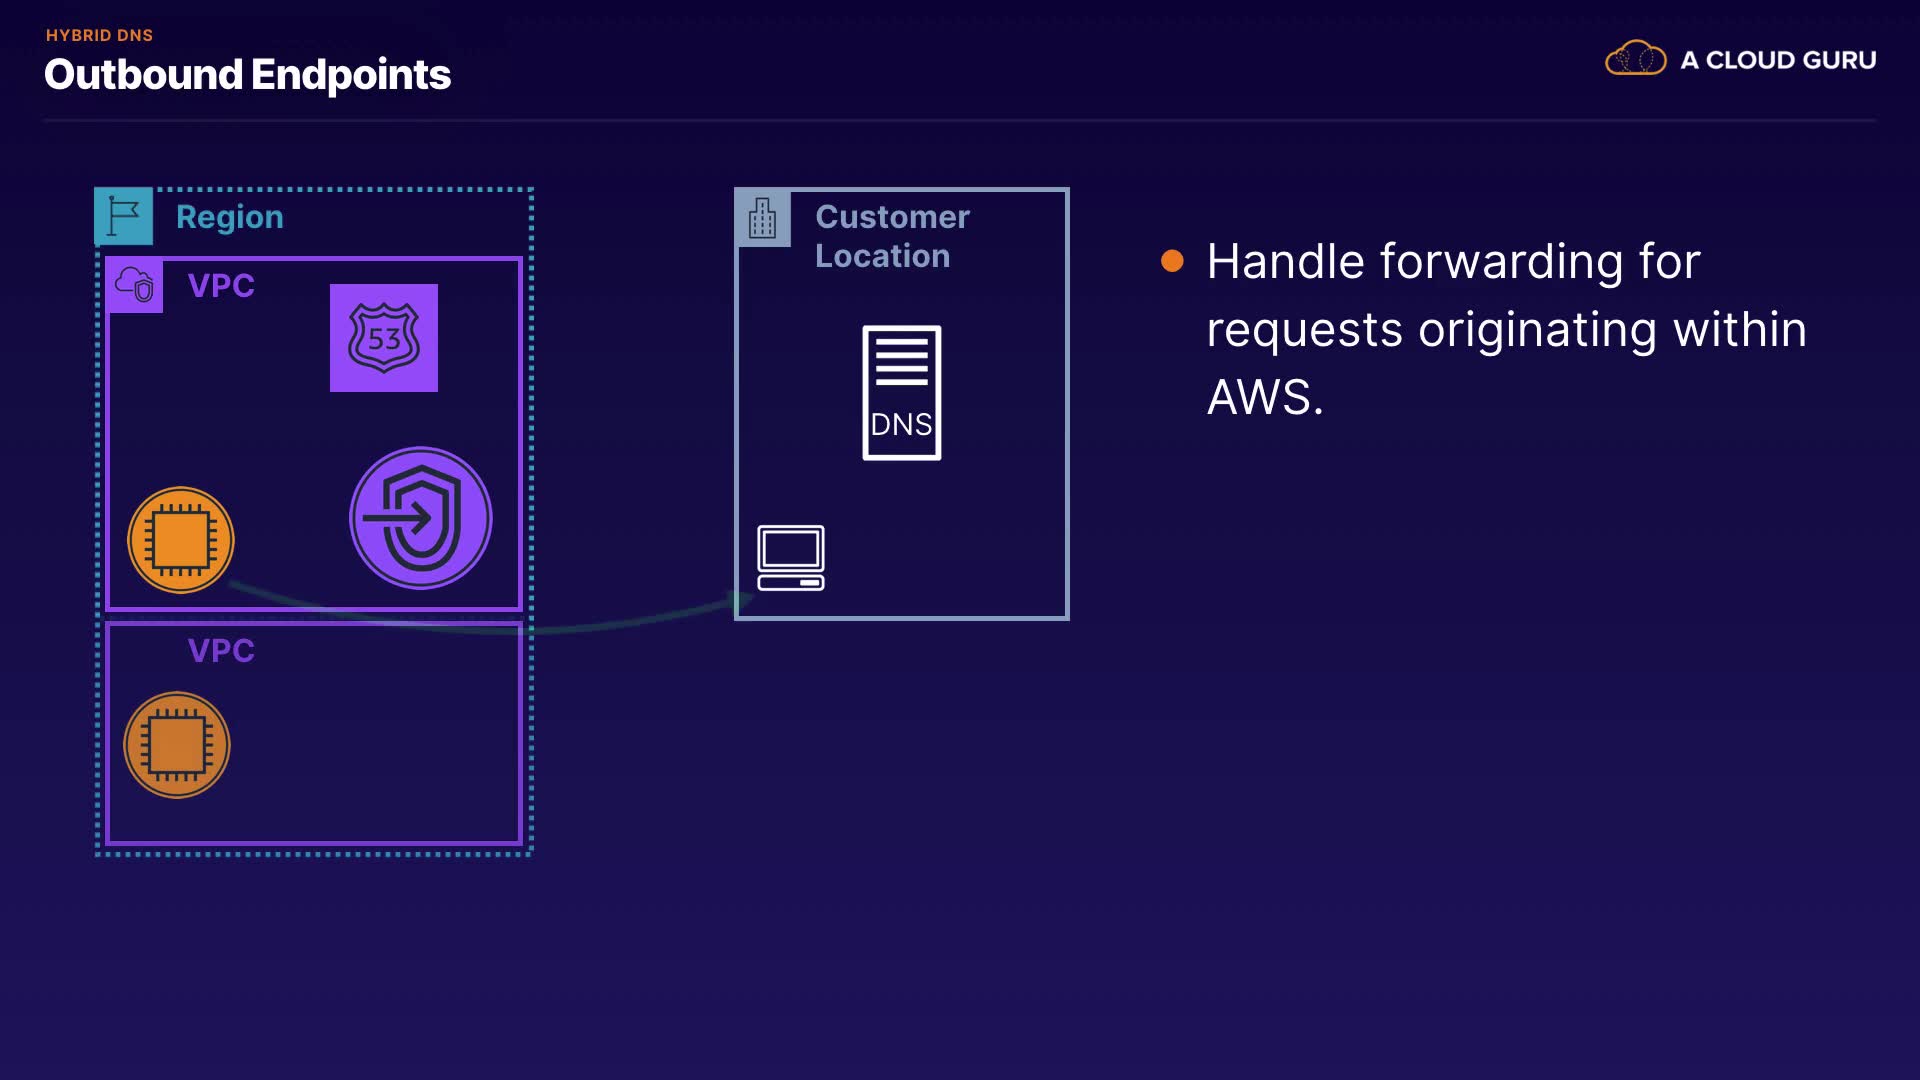 HYBRID DNS
Outbound Endpoints
A CLOUD GURU
Region
VPC
53
VPC
Customer
Location
DNS
Handle forwarding for
requests originating within
AWS.